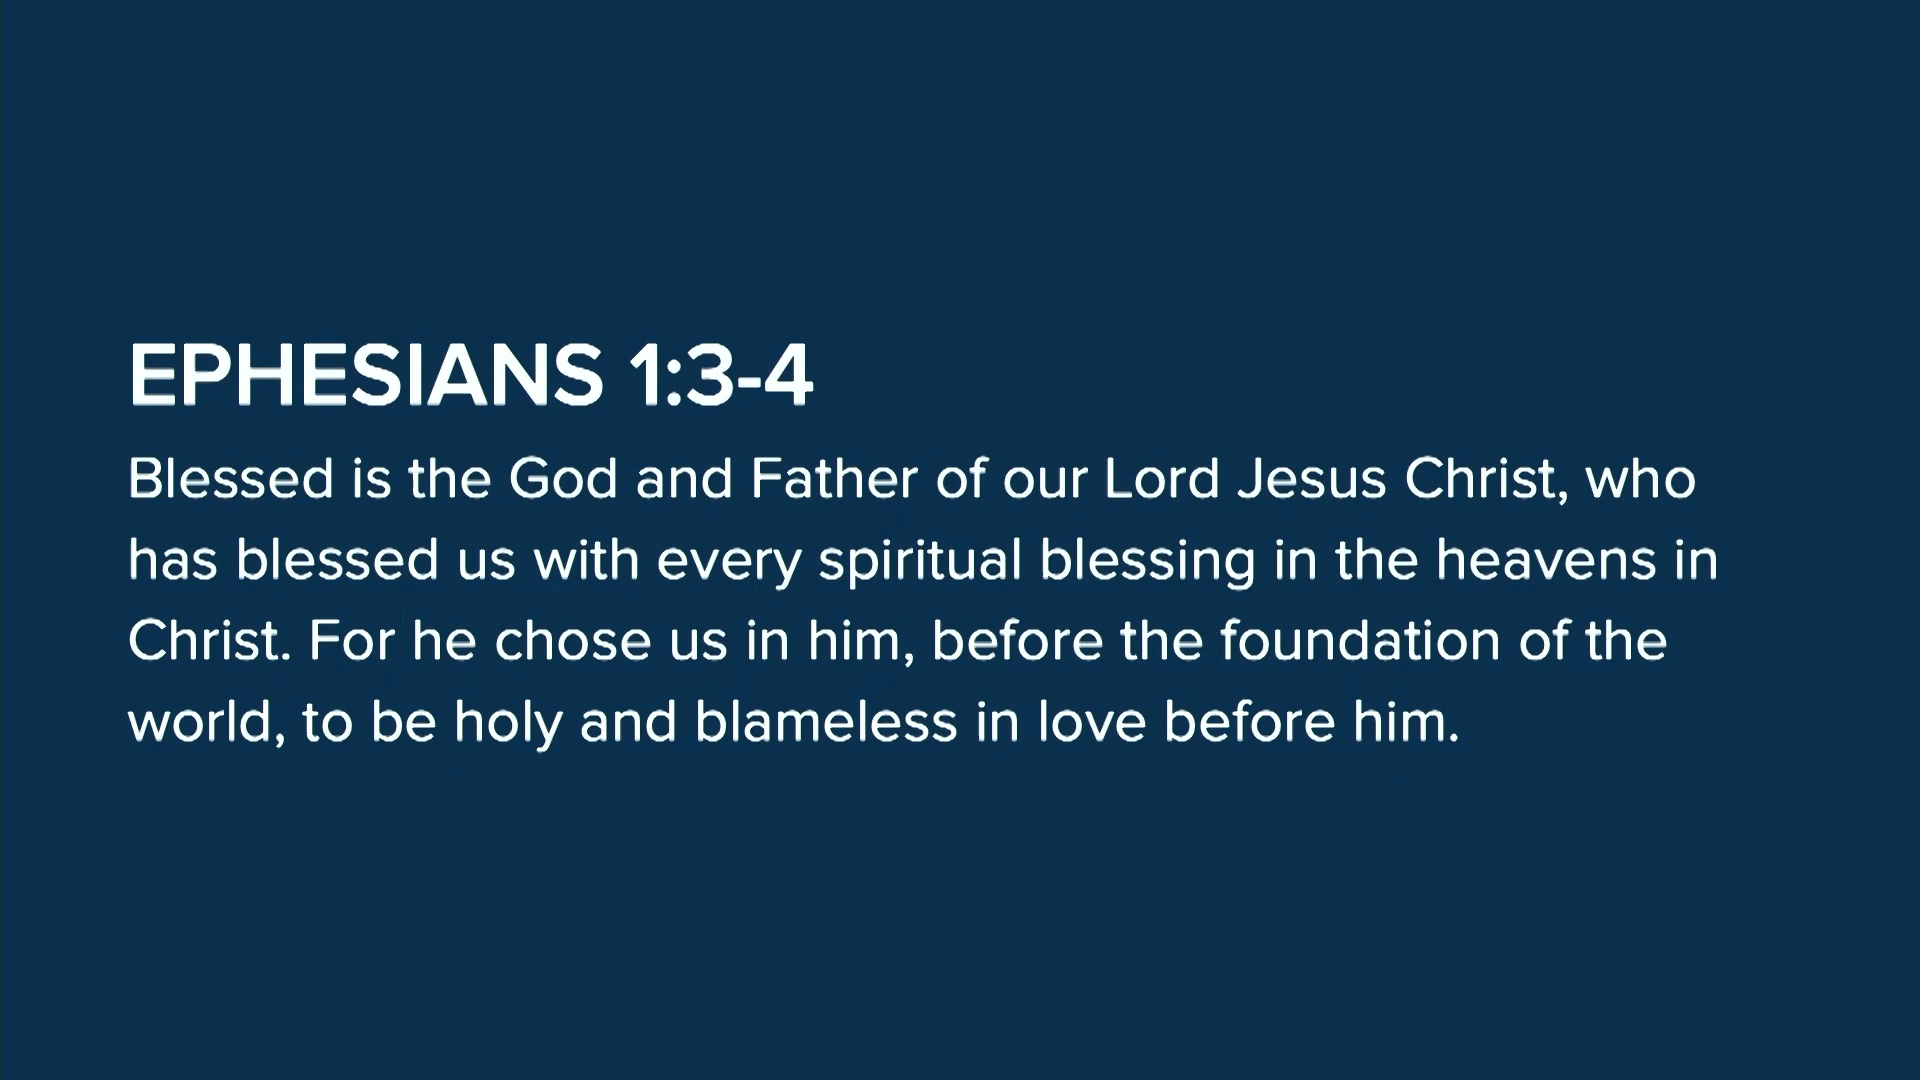 EPHESIANS 1:3-4
Blessed is the God and Father of our Lord Jesus Christ, who
has blessed us with every spiritual blessing in the heavens in
Christ. For he chose us in him, before the foundation of the
world, to be holy and blameless in love before him.